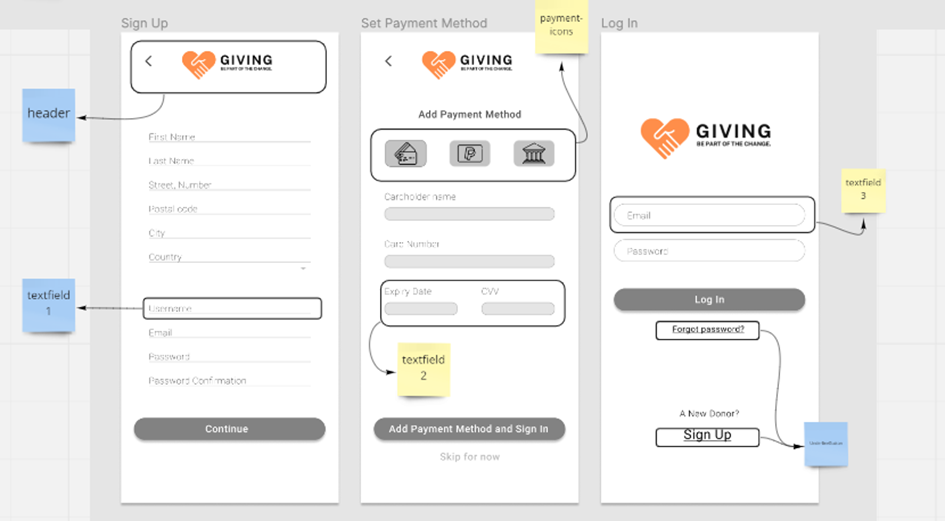 Sign Up
Set Payment Method
Log In
payment-
icons
GIVING
BE PART OF THE CHANGE.
GIVING
BE PART OF THE CHANGE.
header
Add Payment Method
GIVING
BE PART OF THE CHANGE.
First Name
Last Name
Street, Number
Postal code
City
Country
textfield
1
Username
Email
Password
Password Confirmation
Continue
Carcholder name
Card Number
Expiry Date
CVV
textfield
2
Add Payment Method and Sign In
Skip for now
textfield
3
Email
Password
Log In
Forgot password?
A New Donor?
Sign Up